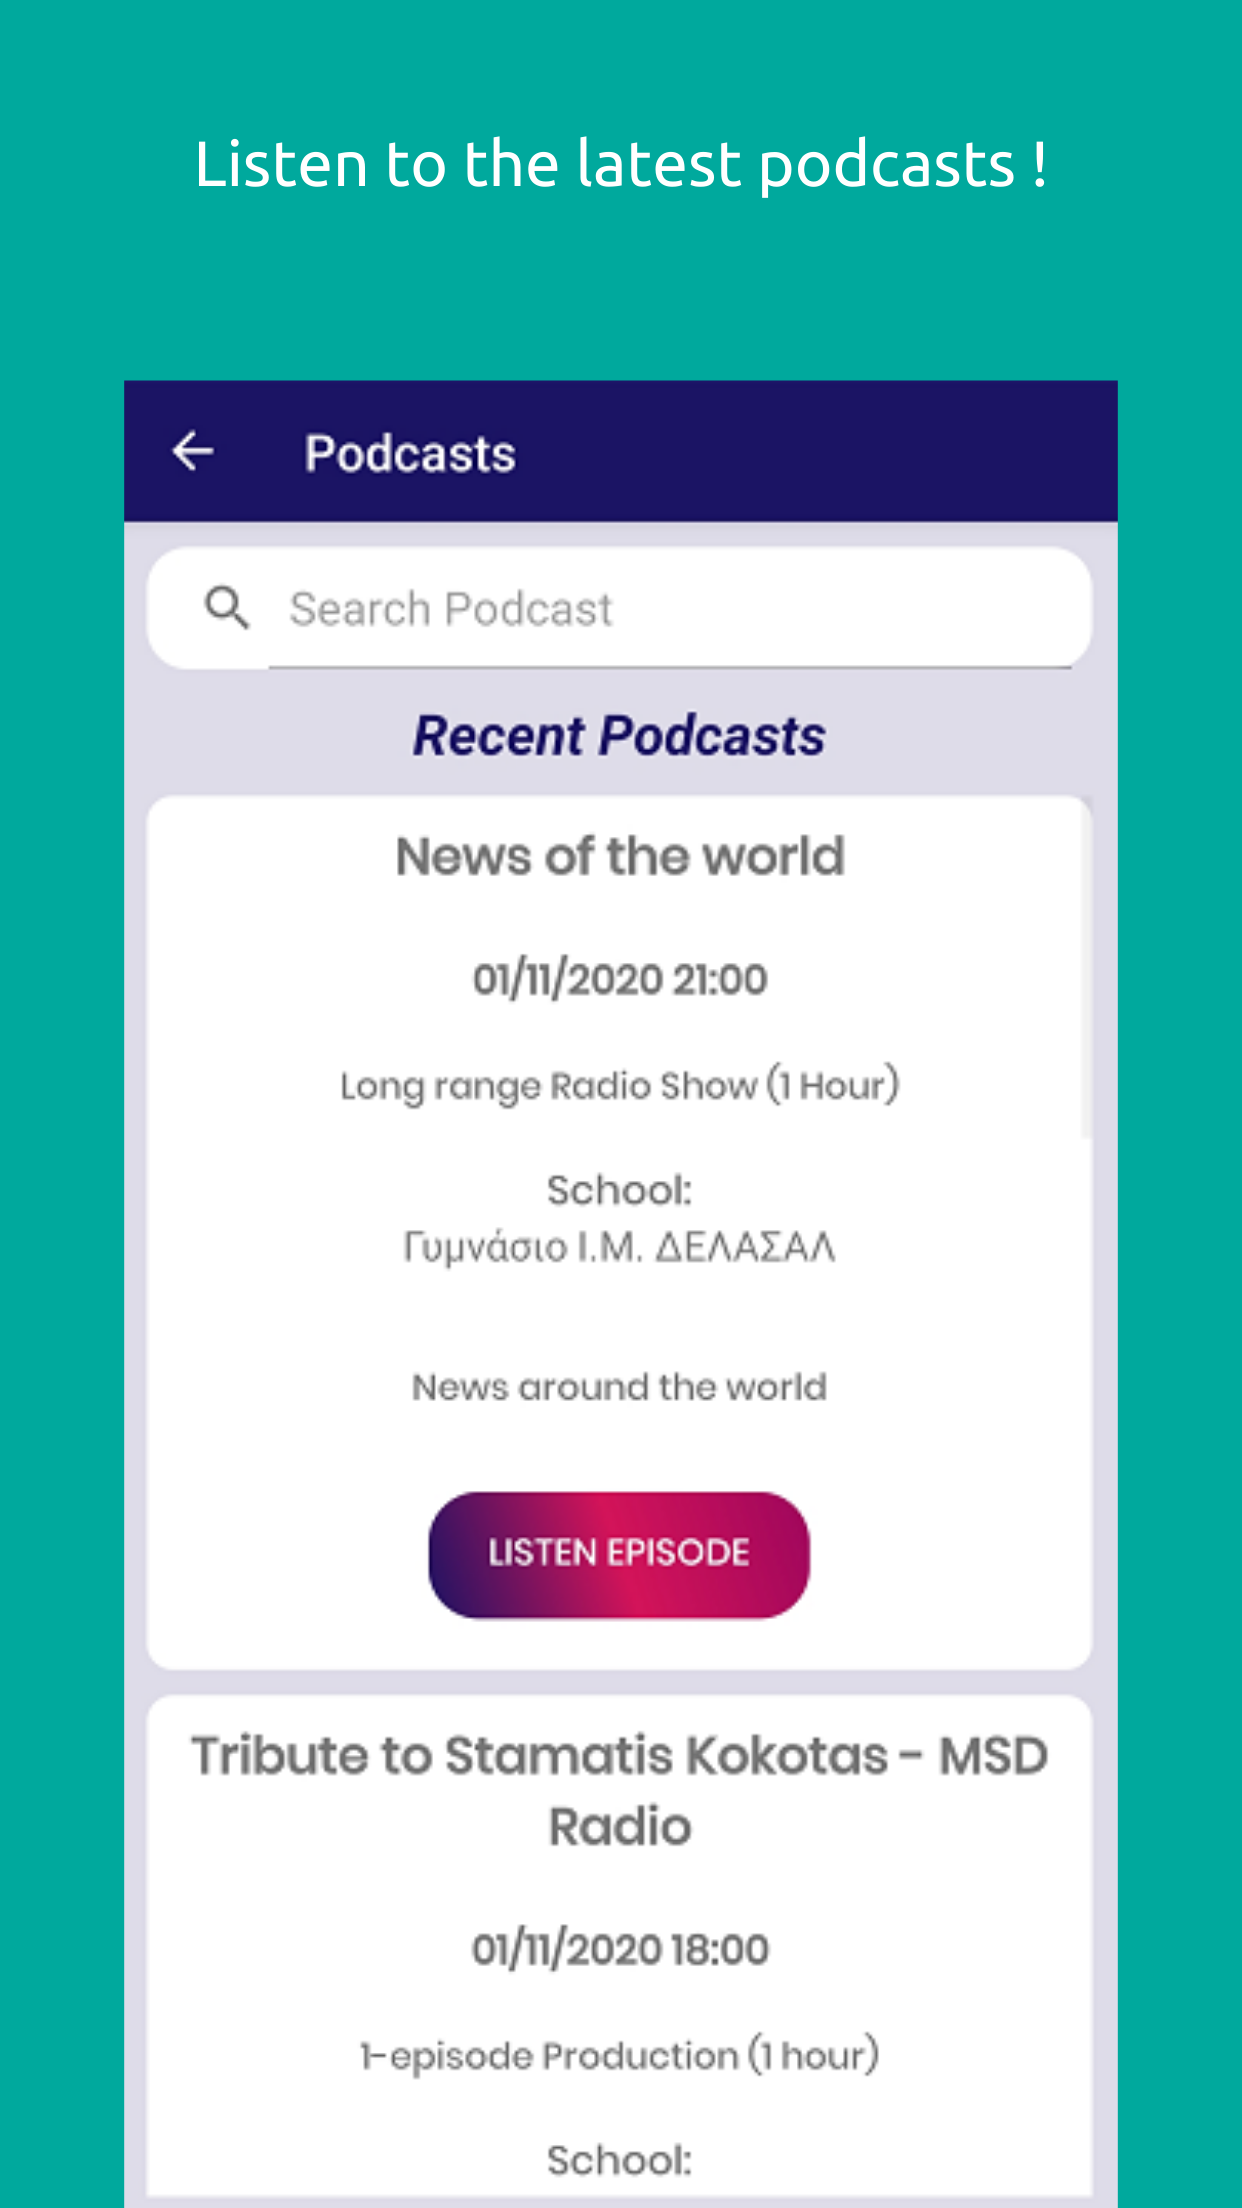 Listen to the latest podcasts !
Podcasts
Search Podcast
Recent Podcasts
News of the world
01/11/2020 21:00
Long range Radio Show (1 Hour)
School:
Γυμνάσιο Ι.Μ. ΔΕΛΑΣΑΛ
News around the world
LISTEN EPISODE
Tribute to Stamatis Kokotas - MSD
Radio
01/11/2020 18:00
1-episode Production (1 hour)
School: